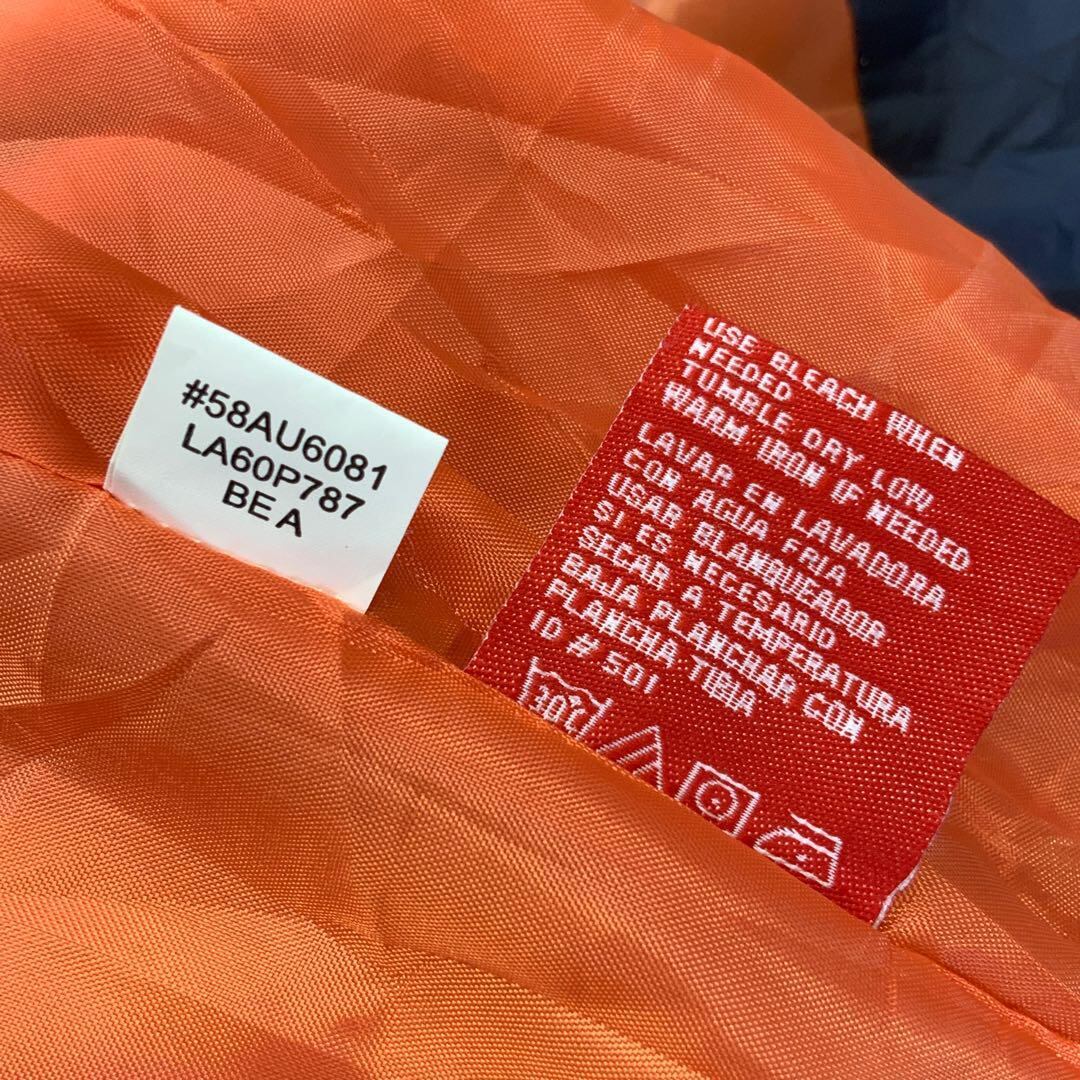 #58AU6081
LA60P787
BE A
USE BLEACH WHEN
NEEDED
TUMBLE DRY LOW
WARM IRON IF NEEDED
LAVAR EN LAVADORA
CON AGUA FRIA
USAR BLANQUEADOR
SI ES NECESARIO
SECAR A TEMPERATURA
BAJA PLANCHAR CON
PLANCHA TIBIA
ID # 501
30°C